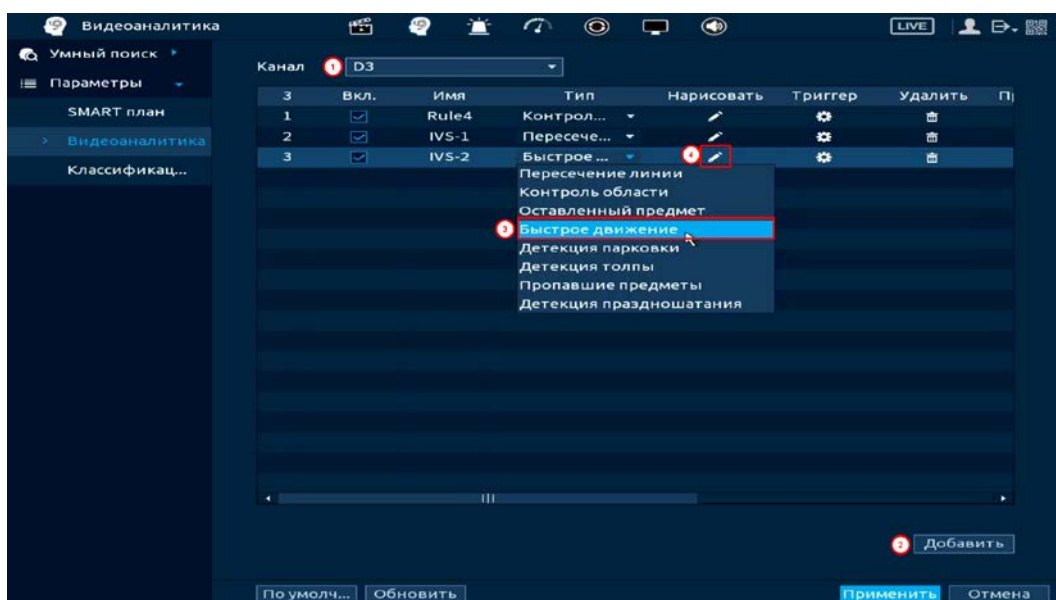 Видеоаналитика LIVE
Умный поиск
Параметры
SMART план
Видеоаналитика
Классификац...
Канал 1 D3
3 Вкл. Имя Тип Нарисовать Триггер Удалить
1 Rule4 Контрол...
2 IVS-1 Пересече...
3 IVS-2 Быстрое ... 4
Пересечение линии
Контроль области
Оставленный предмет
3 Быстрое движение
Детекция парковки
Детекция толпы
Пропавшие предметы
Детекция праздношатания
2 Добавить
По умолч... Обновить Применить Отмена